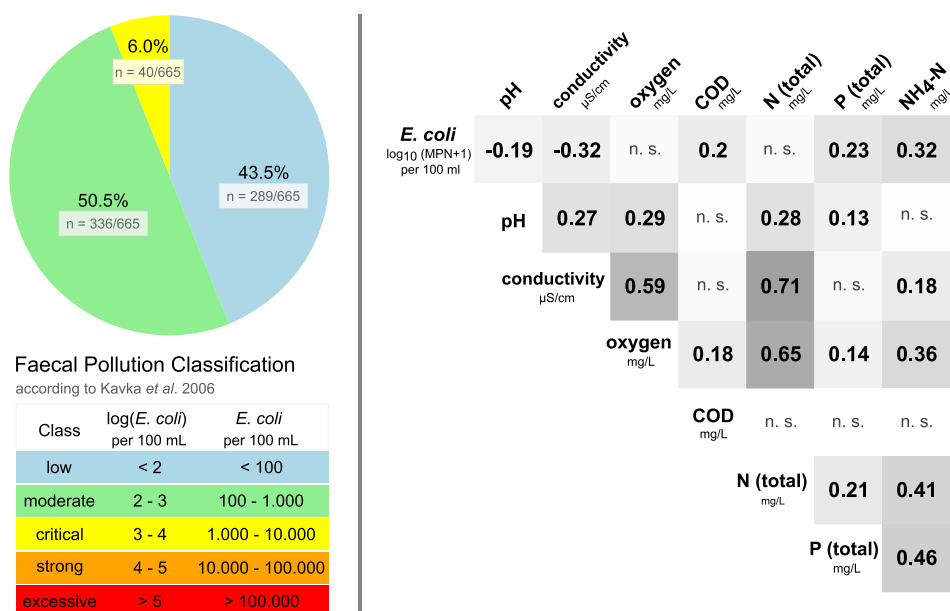 6.0%
n = 40/665
43.5%
n = 289/665
50.5%
n = 336/665
Faecal Pollution Classification
according to Kavka et al. 2006
Class log(E. coli) per 100 mL E. coli per 100 mL
low < 2 < 100
moderate 2 - 3 100 - 1.000
critical 3 - 4 1.000 - 10.000
strong 4 - 5 10.000 - 100.000
excessive > 5 > 100.000
pH
conductivity
µS/cm
oxygen
mg/L
COD
mg/L
N (total)
mg/L
P (total)
mg/L
NH4-N
mg/L
E. coli
log10 (MPN+1)
per 100 ml
-0.19 -0.32 n. s. 0.2 n. s. 0.23 0.32
pH 0.27 0.29 n. s. 0.28 0.13 n. s.
conductivity
µS/cm
0.59 n. s. 0.71 n. s. 0.18
oxygen
mg/L
0.18 0.65 0.14 0.36
COD
mg/L
n. s. n. s. n. s.
N (total)
mg/L
0.21 0.41
P (total)
mg/L
0.46